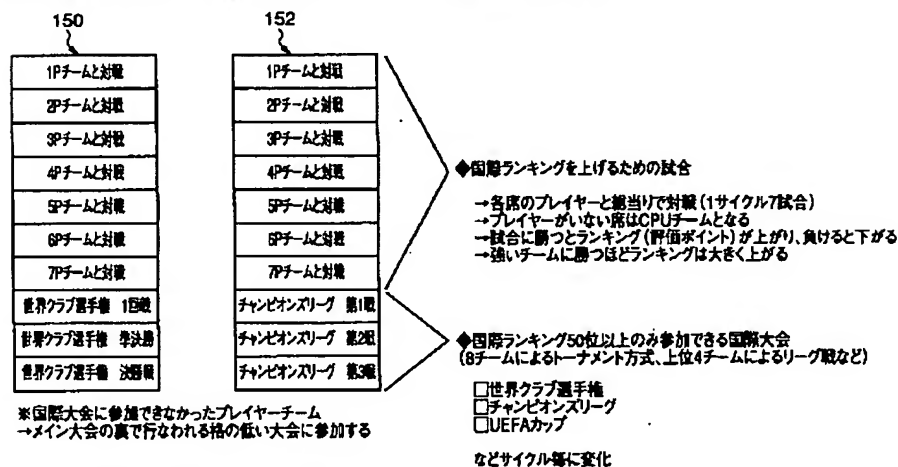 150
152
1Pチームと対戦
2Pチームと対戦
3Pチームと対戦
4Pチームと対戦
5Pチームと対戦
6Pチームと対戦
7Pチームと対戦
世界クラブ選手権 1回戦
世界クラブ選手権 準決勝
世界クラブ選手権 決勝戦
1Pチームと対戦
2Pチームと対戦
3Pチームと対戦
4Pチームと対戦
5Pチームと対戦
6Pチームと対戦
7Pチームと対戦
チャンピオンズリーグ 第1戦
チャンピオンズリーグ 第2戦
チャンピオンズリーグ 第3戦
※国際大会に参加できなかったプレイヤーチーム
→メイン大会の裏で行なわれる格の低い大会に参加する
◆国際ランキングを上げるための試合
→各席のプレイヤーと総当りで対戦(1サイクル7試合)
→プレイヤーがいない席はCPUチームとなる
→試合に勝つとランキング(評価ポイント)が上がり、負けると下がる
→強いチームに勝つほどランキングは大きく上がる
◆国際ランキング50位以上のみ参加できる国際大会
(8チームによるトーナメント方式、上位4チームによるリーグ戦など)
□世界クラブ選手権
□チャンピオンズリーグ
□UEFAカップ
などサイクル毎に変化